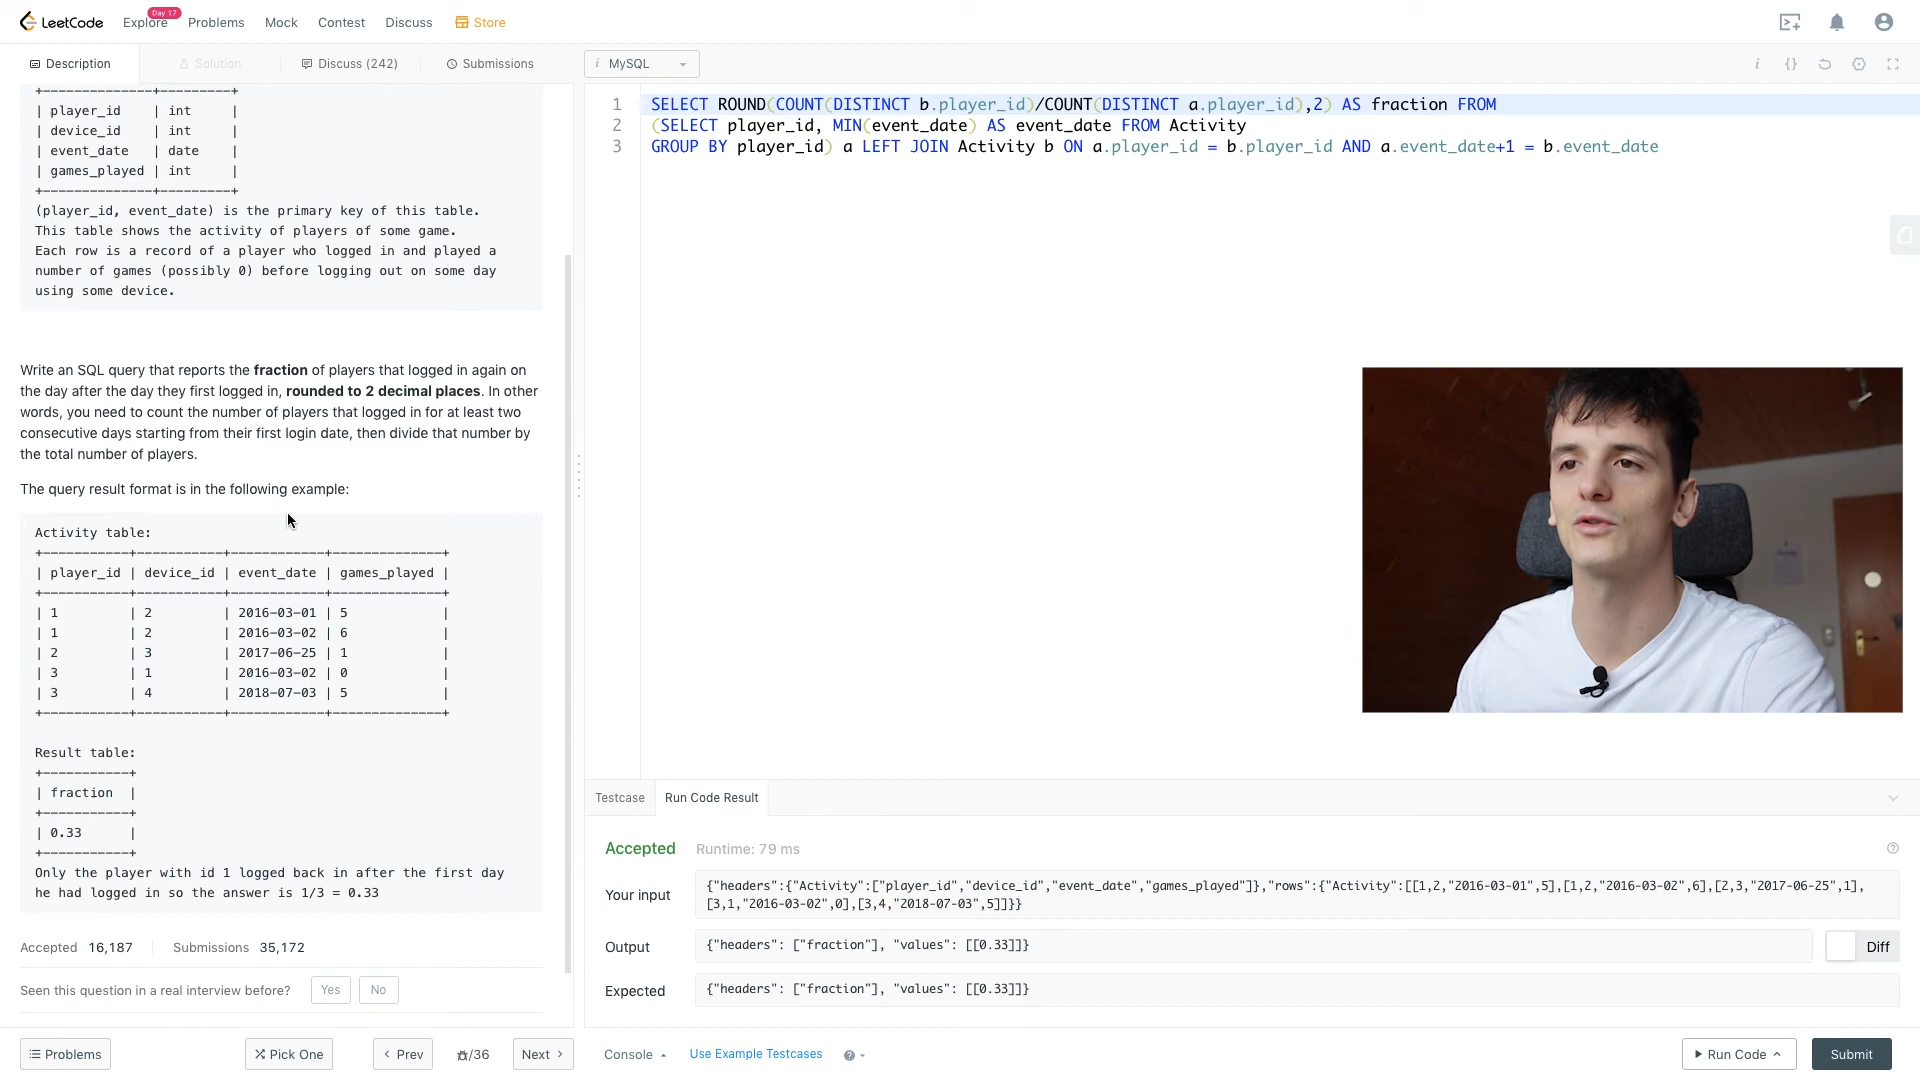 LeetCode
Explore
Day 17
Problems
Mock
Contest
Discuss
Store
Description
Solution
Discuss (242)
Submissions
i MySQL
i {}
+--------------+---------+
| player_id    | int     |
| device_id    | int     |
| event_date   | date    |
| games_played | int     |
+--------------+---------+
(player_id, event_date) is the primary key of this table.
This table shows the activity of players of some game.
Each row is a record of a player who logged in and played a
number of games (possibly 0) before logging out on some day
using some device.
Write an SQL query that reports the fraction of players that logged in again on
the day after the day they first logged in, rounded to 2 decimal places. In other
words, you need to count the number of players that logged in for at least two
consecutive days starting from their first login date, then divide that number by
the total number of players.
The query result format is in the following example:
Activity table:
+-----------+-----------+------------+--------------+
| player_id | device_id | event_date | games_played |
+-----------+-----------+------------+--------------+
| 1         | 2         | 2016-03-01 | 5            |
| 1         | 2         | 2016-03-02 | 6            |
| 2         | 3         | 2017-06-25 | 1            |
| 3         | 1         | 2016-03-02 | 0            |
| 3         | 4         | 2018-07-03 | 5            |
+-----------+-----------+------------+--------------+
Result table:
+-----------+
| fraction  |
+-----------+
| 0.33      |
+-----------+
Only the player with id 1 logged back in after the first day
he had logged in so the answer is 1/3 = 0.33
Accepted 16,187
Submissions 35,172
Seen this question in a real interview before?
Yes
No
1 SELECT ROUND(COUNT(DISTINCT b.player_id)/COUNT(DISTINCT a.player_id),2) AS fraction FROM
2 (SELECT player_id, MIN(event_date) AS event_date FROM Activity
3 GROUP BY player_id) a LEFT JOIN Activity b ON a.player_id = b.player_id AND a.event_date+1 = b.event_date
Testcase
Run Code Result
Accepted
Runtime: 79 ms
Your input
{"headers":{"Activity":["player_id","device_id","event_date","games_played"]},"rows":{"Activity":[[1,2,"2016-03-01",5],[1,2,"2016-03-02",6],[2,3,"2017-06-25",1],
[3,1,"2016-03-02",0],[3,4,"2018-07-03",5]]}}
Output
{"headers": ["fraction"], "values": [[0.33]]}
Diff
Expected
{"headers": ["fraction"], "values": [[0.33]]}
Problems
Pick One
Prev
/36
Next
Console
Use Example Testcases
Run Code
Submit